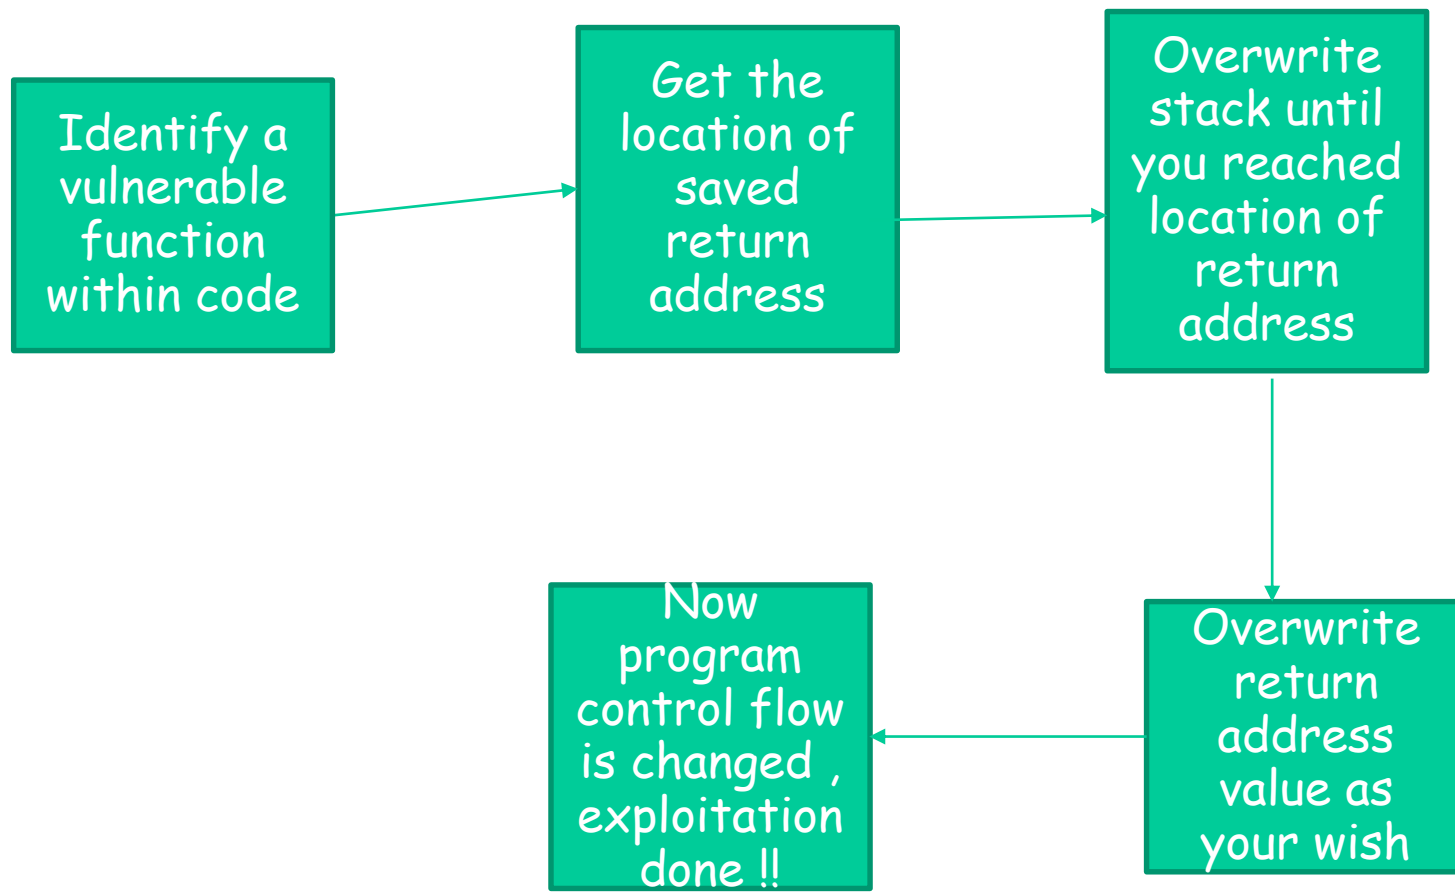 Identify a
vulnerable
function
within code
Get the
location of
saved
return
address
Overwrite
stack until
you reached
location of
return
address
Overwrite
return
address
value as
your wish
Now
program
control flow
is changed ,
exploitation
done !!